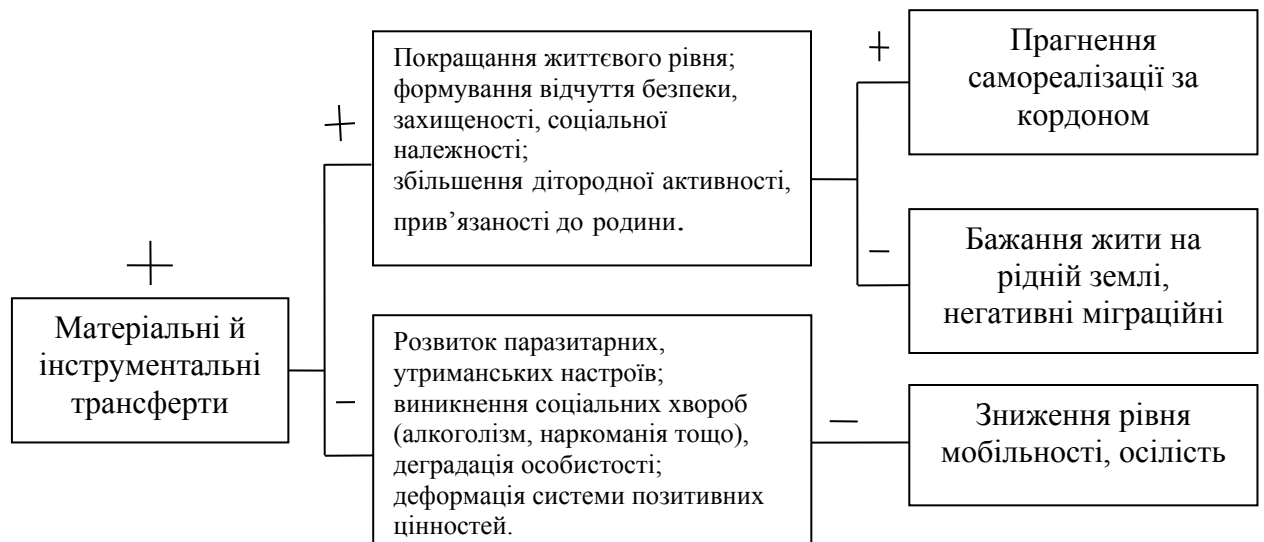 +
Матеріальні й
інструментальні
трансферти
+
Покращання життєвого рівня;
формування відчуття безпеки,
захищеності, соціальної
належності;
збільшення дітородної активності,
прив’язаності до родини.
–
Розвиток паразитарних,
утриманських настроїв;
виникнення соціальних хвороб
(алкоголізм, наркоманія тощо),
деградація особистості;
деформація системи позитивних
цінностей.
+
Прагнення
самореалізації за
кордоном
–
Бажання жити на
рідній землі,
негативні міграційні
–
Зниження рівня
мобільності, осілість